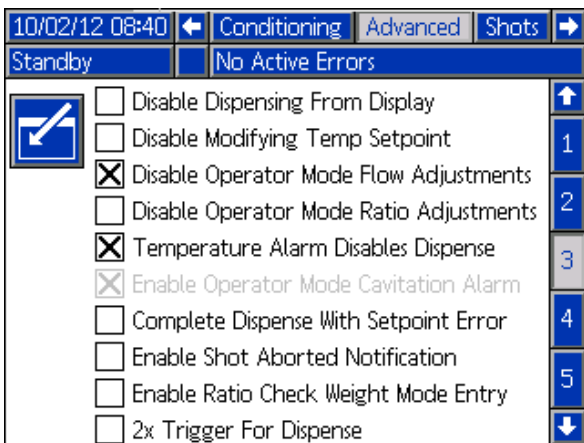 10/02/12 08:40 Conditioning Advanced Shots
Standby No Active Errors
Disable Dispensing From Display
Disable Modifying Temp Setpoint
1
Disable Operator Mode Flow Adjustments
Disable Operator Mode Ratio Adjustments
2
Temperature Alarm Disables Dispense
3
Enable Operator Mode Cavitation Alarm
Complete Dispense With Setpoint Error
4
Enable Shot Aborted Notification
5
Enable Ratio Check Weight Mode Entry
2x Trigger For Dispense